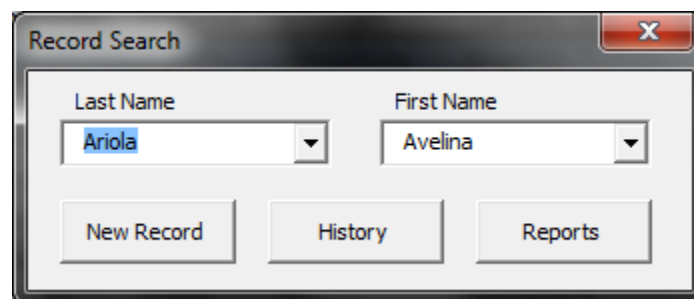 Record Search
Last Name First Name
Ariola Avelina
New Record History Reports